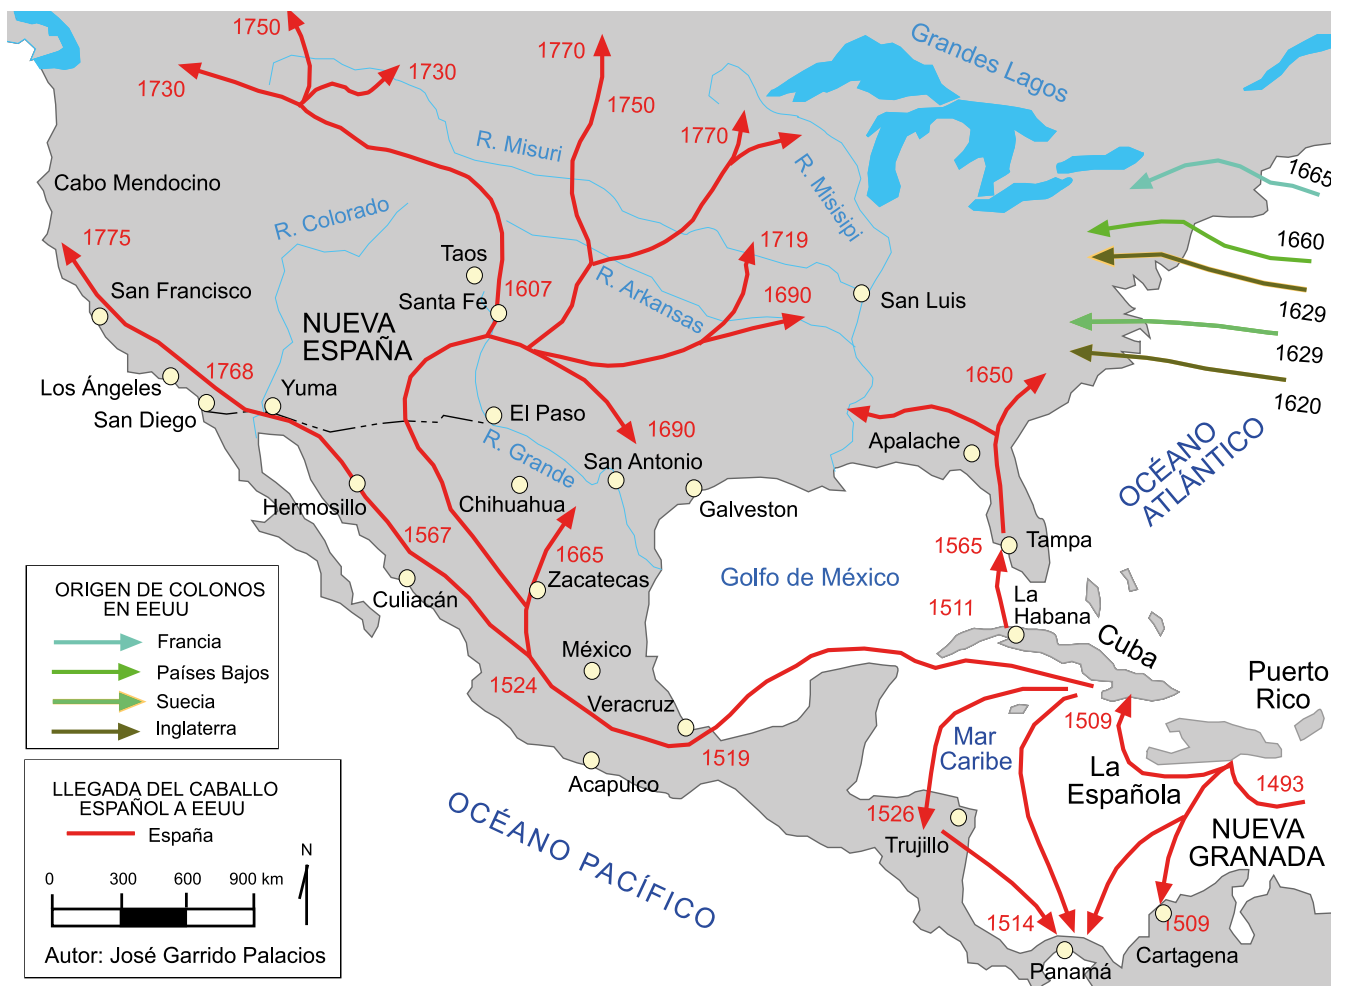 1750
1730
1730
1770
1750
1770
Grandes Lagos
R. Misuri
R. Misisipi
1665
Cabo Mendocino
R. Colorado
1775
Taos
1719
1660
San Francisco
Santa Fe
1607
R. Arkansas
1690
San Luis
NUEVA
ESPAÑA
1629
1629
1768
Los Ángeles
Yuma
San Diego
El Paso
1650
1620
1690
Apalache
OCÉANO
ATLÁNTICO
R. Grande
San Antonio
Chihuahua
Galveston
Hermosillo
1567
1665
1565
Tampa
Zacatecas
Golfo de México
Culiacán
1511
La
Habana
Cuba
México
1524
Veracruz
Puerto
Rico
1509
1519
Mar
Caribe
La
Española
1493
Acapulco
OCÉANO PACÍFICO
1526
Trujillo
NUEVA
GRANADA
1514
1509
Cartagena
Panamá
ORIGEN DE COLONOS
EN EEUU
Francia
Países Bajos
Suecia
Inglaterra
LLEGADA DEL CABALLO
ESPAÑOL A EEUU
España
N
0 300 600 900 km
Autor: José Garrido Palacios